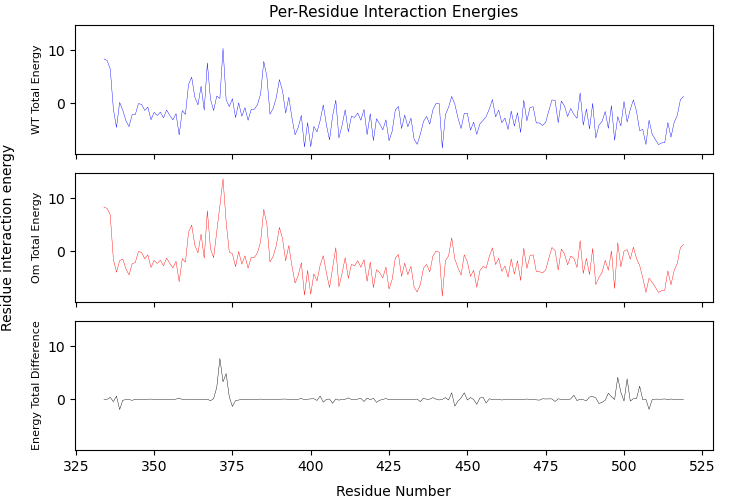 Per-Residue Interaction Energies
Residue interaction energy
WT Total Energy
10
0
Om Total Energy
10
0
Energy Total Difference
10
0
325 350 375 400 425 450 475 500 525
Residue Number